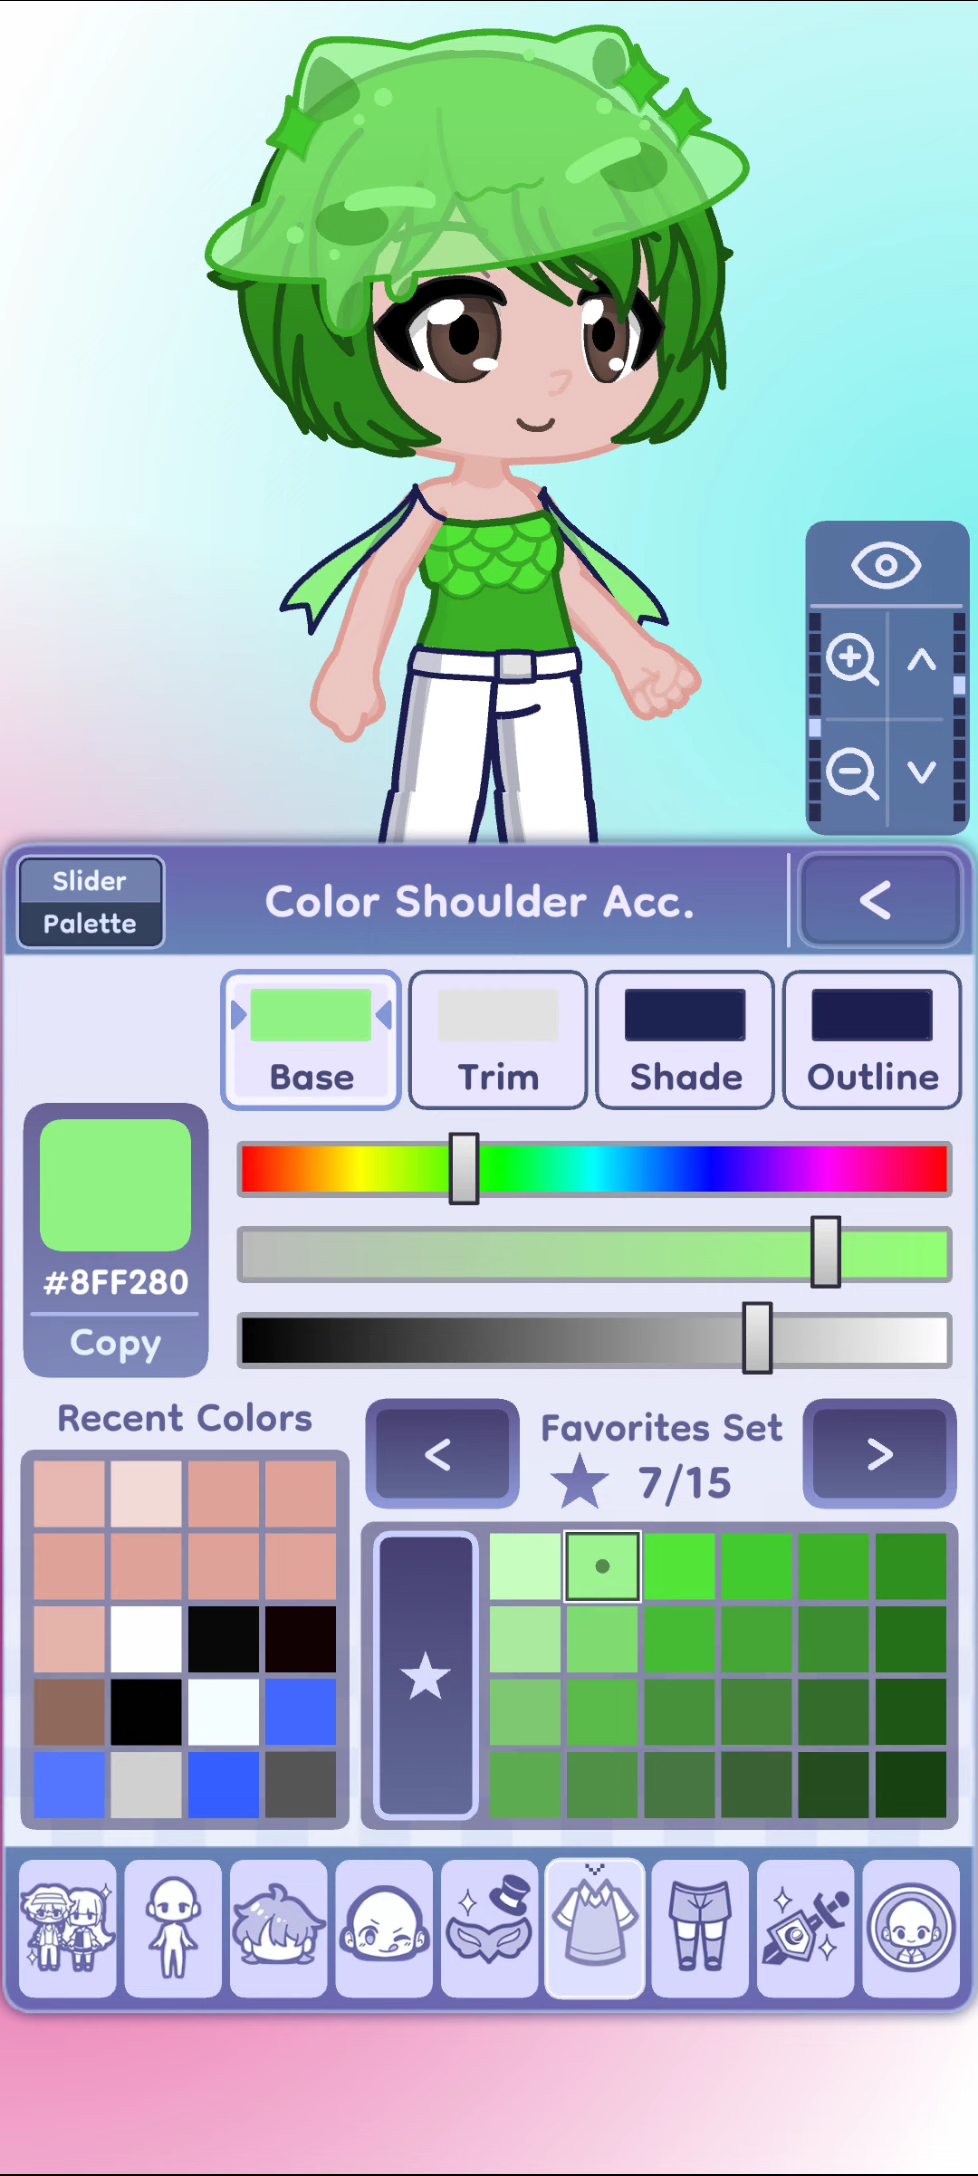 Slider
Palette
Color Shoulder Acc.
Base
Trim
Shade
Outline
#8FF280
Copy
Recent Colors
Favorites Set
7/15